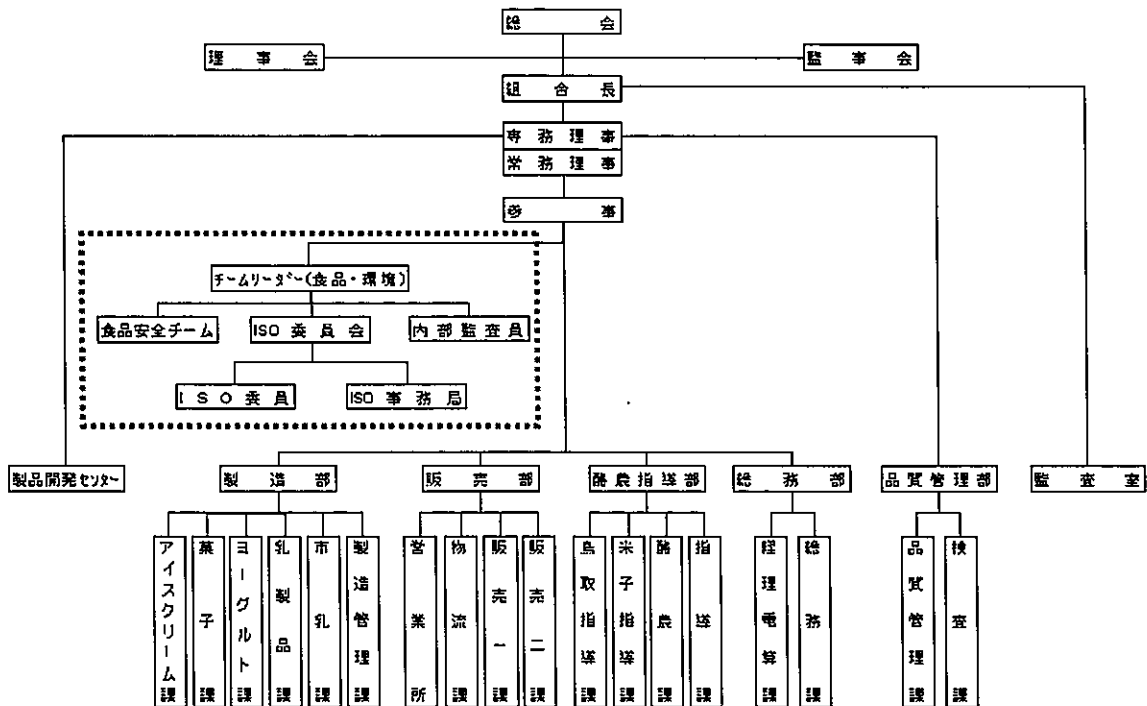 総会
理事会
監事会
組合長
専務理事
常務理事
参事
チームリーダー(食品・環境)
食品安全チーム
ISO委員会
内部監査員
ISO委員
ISO事務局
製品開発センター
製造部
販売部
酪農指導部
総務部
品質管理部
監査室
アイスクリーム課
菓子課
ヨーグルト課
乳製品課
市乳課
製造管理課
営業所
物流課
販売一課
販売二課
鳥取指導課
米子指導課
酪農課
指導課
経理電算課
総務課
品質管理課
検査課